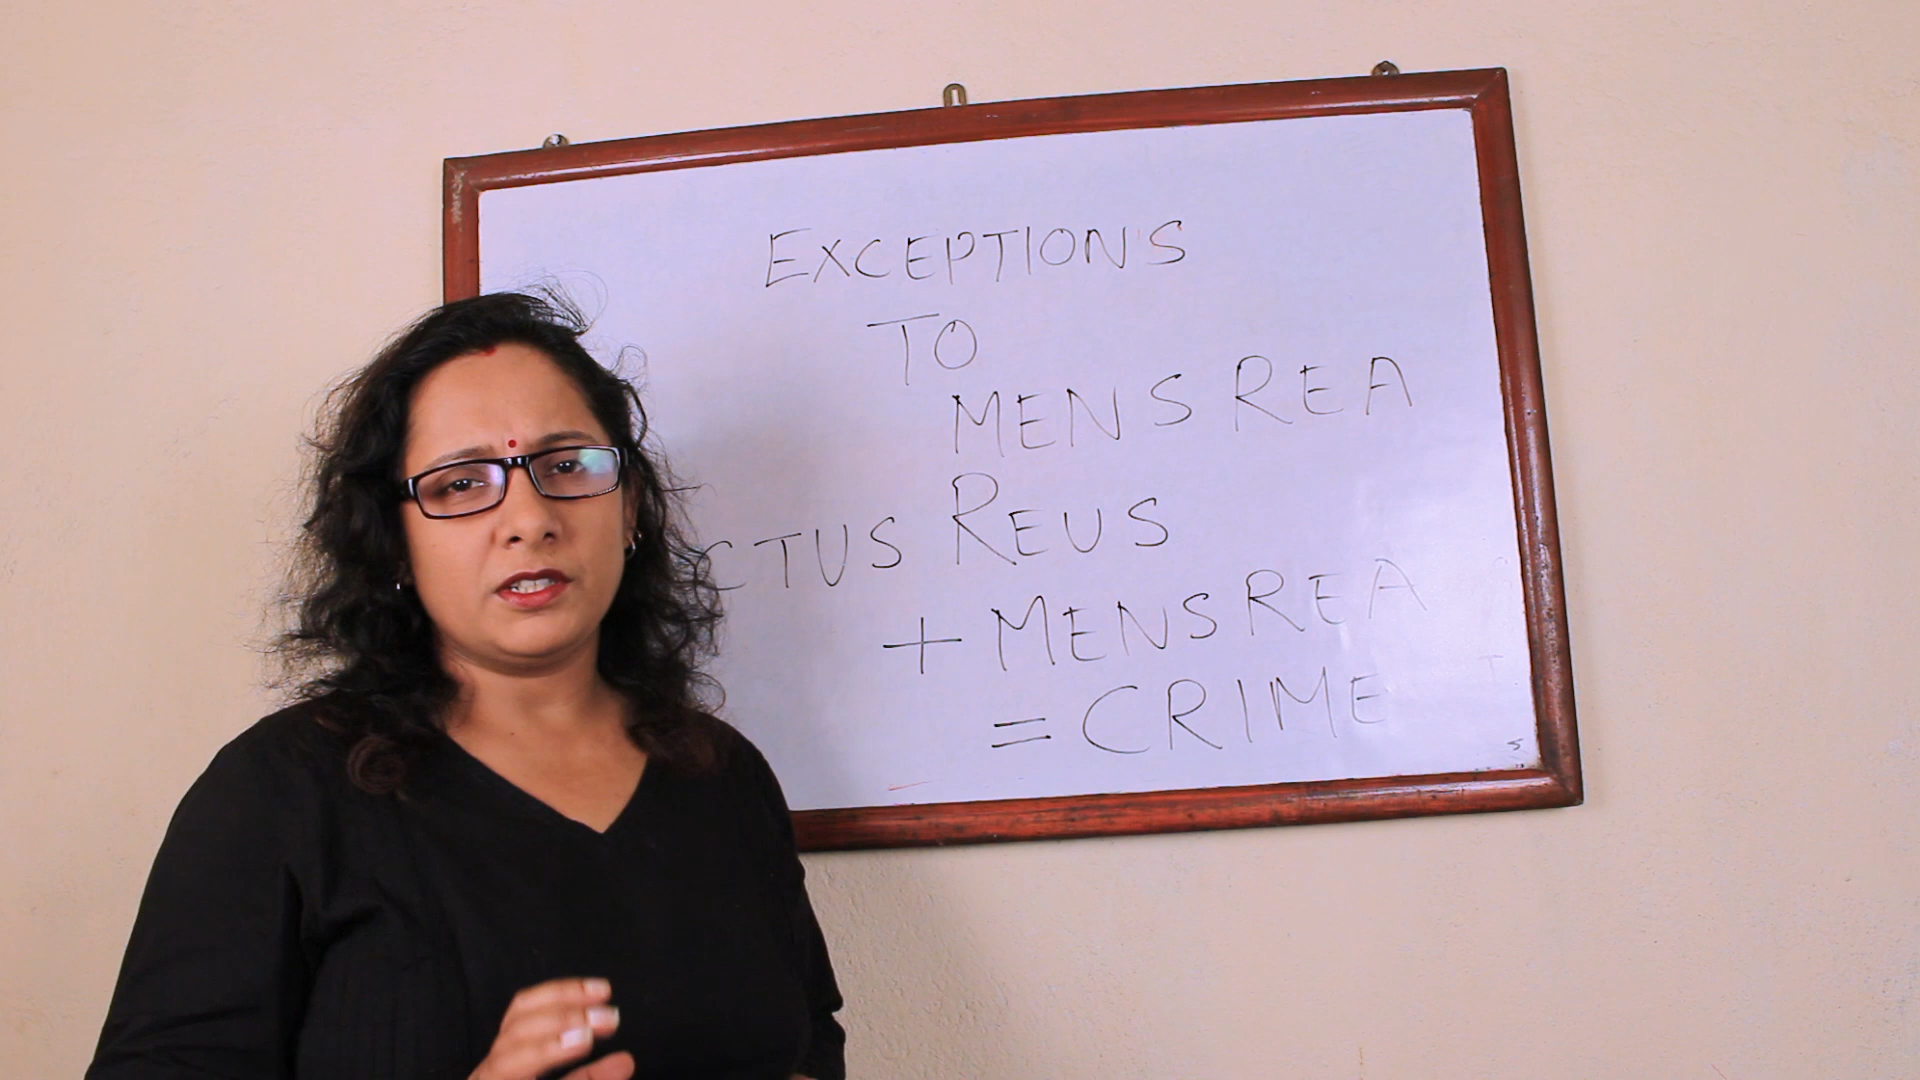 EXCEPTION'S
TO
MENS REA
CTUS REUS
+ MENS REA
= CRIME